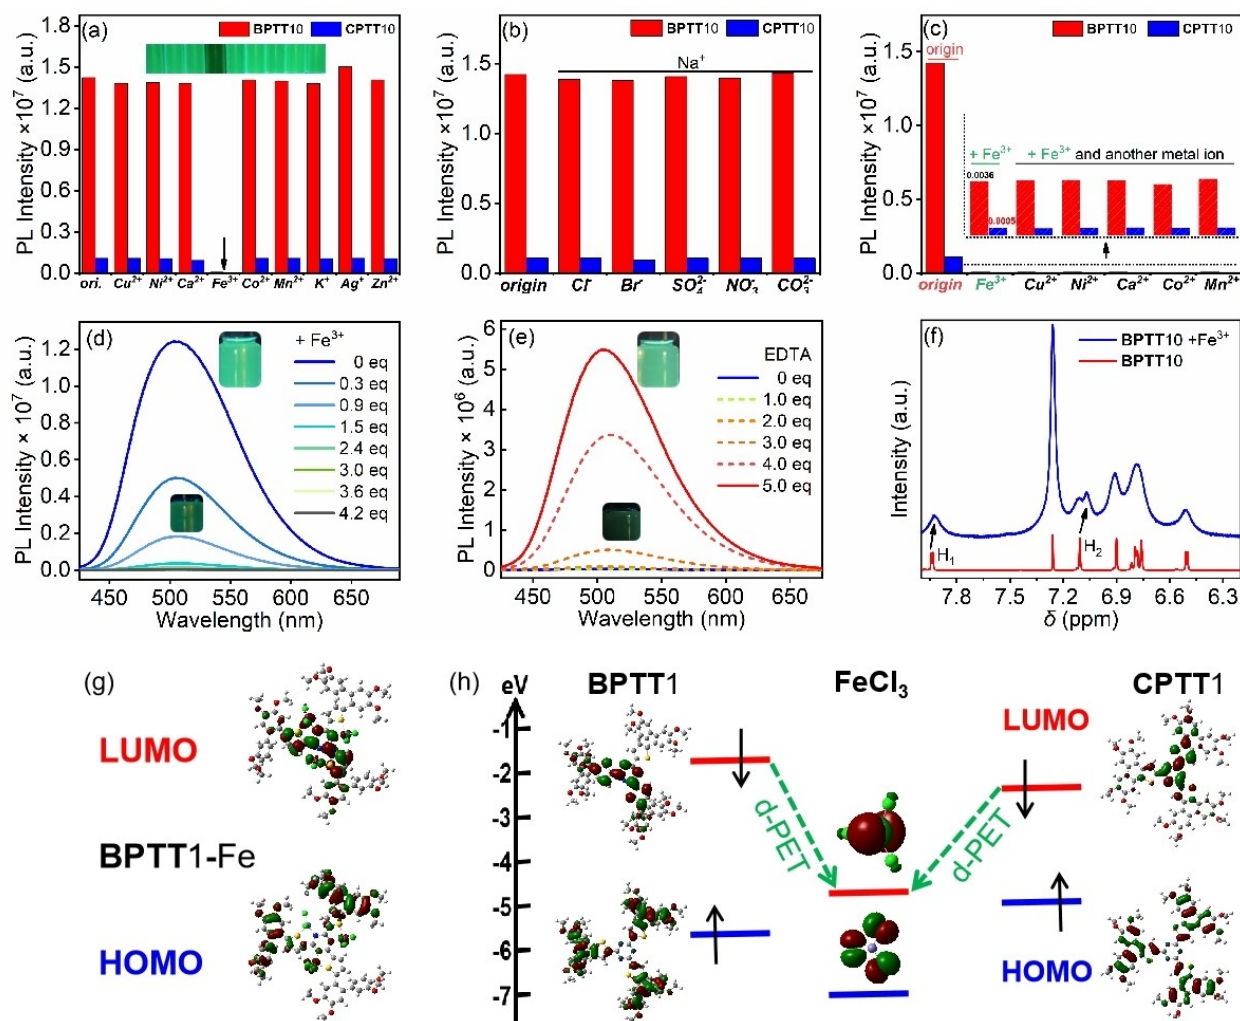 (a) BPTT10 CPTT10
PL Intensity ×10⁷ (a.u.)
1.8
1.5
1.2
0.9
0.6
0.3
0.0
ori. Cu²⁺ Ni²⁺ Ca²⁺ Fe³⁺ Co²⁺ Mn²⁺ K⁺ Ag⁺ Zn²⁺
(b) BPTT10 CPTT10
Na⁺
PL Intensity ×10⁷ (a.u.)
1.5
1.0
0.5
0.0
origin Cl⁻ Br⁻ SO₄²⁻ NO₃⁻ CO₃²⁻
(c) BPTT10 CPTT10
origin
PL Intensity ×10⁷ (a.u.)
1.5
1.0
0.5
0.0
+ Fe³⁺ + Fe³⁺ and another metal ion
0.0036
0.0005
origin Fe³⁺ Cu²⁺ Ni²⁺ Ca²⁺ Co²⁺ Mn²⁺
(d) + Fe³⁺
0 eq
0.3 eq
0.9 eq
1.5 eq
2.4 eq
3.0 eq
3.6 eq
4.2 eq
PL Intensity × 10⁷ (a.u.)
1.2
1.0
0.8
0.6
0.4
0.2
0
450 500 550 600 650
Wavelength (nm)
(e) EDTA
0 eq
1.0 eq
2.0 eq
3.0 eq
4.0 eq
5.0 eq
PL Intensity × 10⁶ (a.u.)
6
5
4
3
2
1
0
450 500 550 600 650
Wavelength (nm)
(f) BPTT10 +Fe³⁺
BPTT10
Intensity (a.u.)
H₁
H₂
7.8 7.5 7.2 6.9 6.6 6.3
δ (ppm)
(g)
LUMO
BPTT1-Fe
HOMO
(h) eV BPTT1 FeCl₃ CPTT1
-1
-2
-3
-4
-5
-6
-7
d-PET
d-PET
LUMO
HOMO